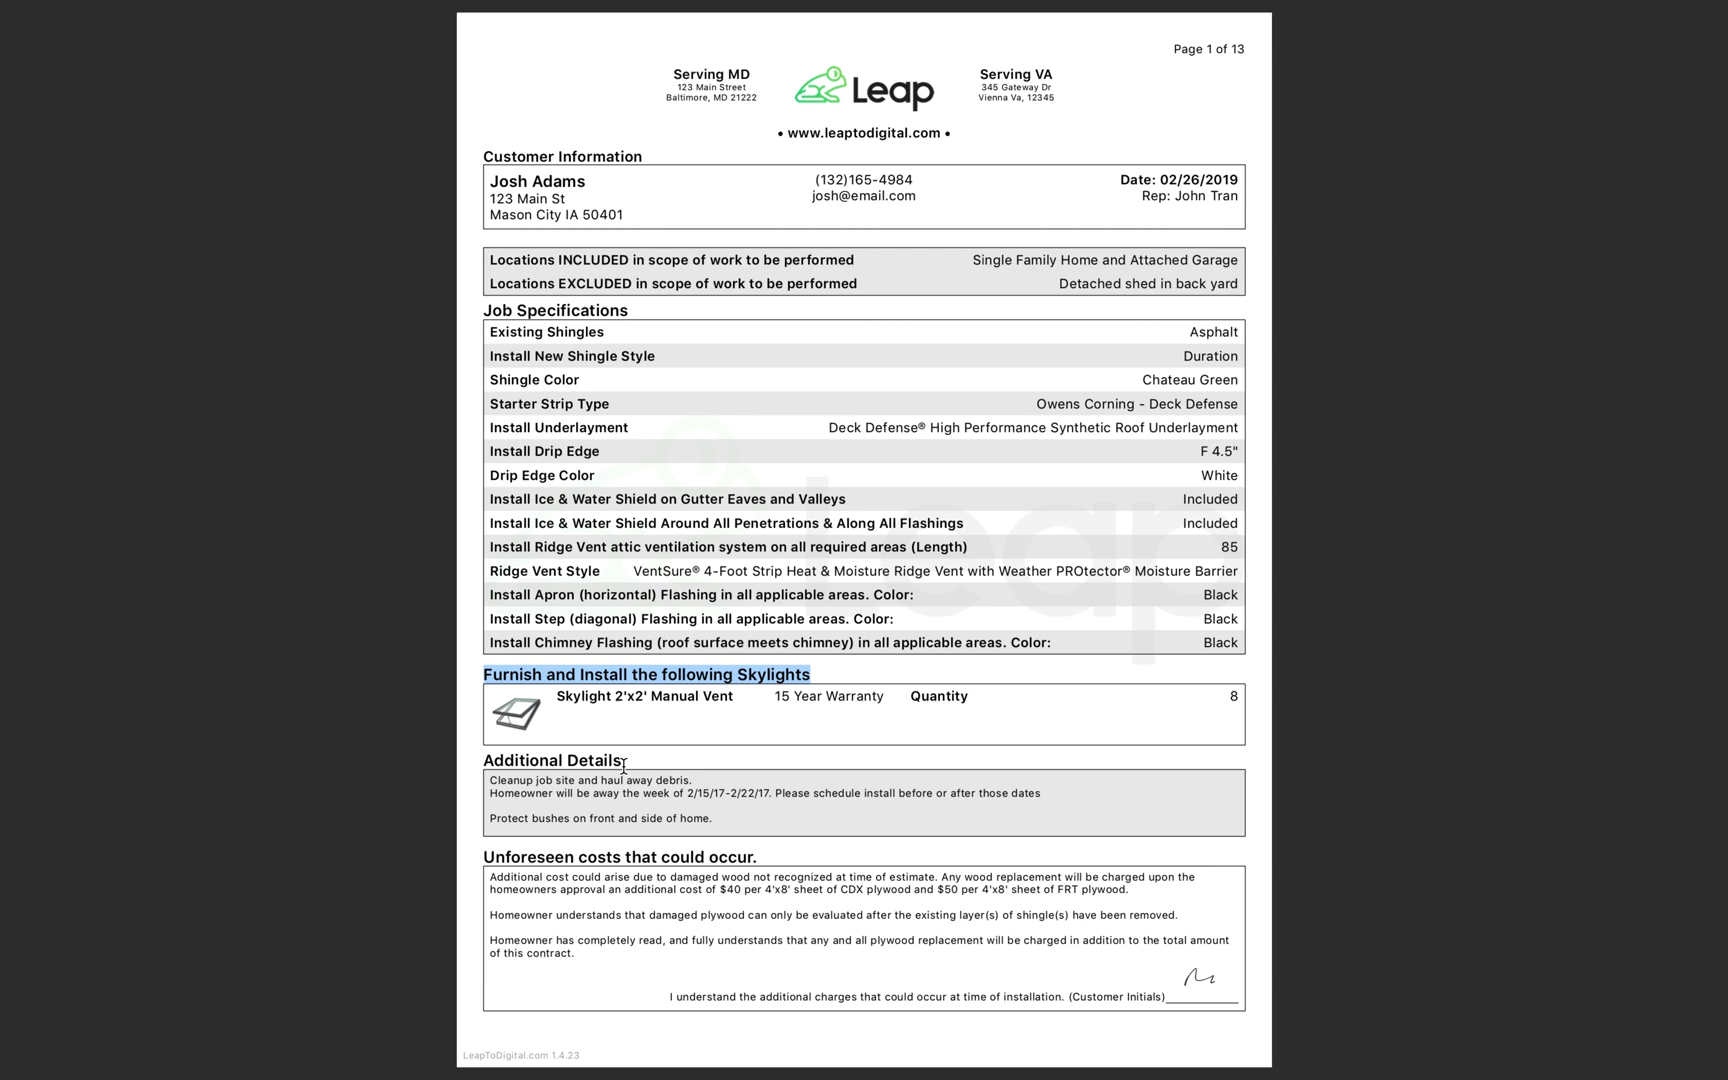 Page 1 of 13
Serving MD
123 Main Street
Baltimore, MD 21222
Leap
Serving VA
345 Gateway Dr
Vienna Va, 12345
• www.leaptodigital.com •
Customer Information
Josh Adams
123 Main St
Mason City IA 50401
(132)165-4984
josh@email.com
Date: 02/26/2019
Rep: John Tran
Locations INCLUDED in scope of work to be performed Single Family Home and Attached Garage
Locations EXCLUDED in scope of work to be performed Detached shed in back yard
Job Specifications
Existing Shingles Asphalt
Install New Shingle Style Duration
Shingle Color Chateau Green
Starter Strip Type Owens Corning - Deck Defense
Install Underlayment Deck Defense® High Performance Synthetic Roof Underlayment
Install Drip Edge F 4.5"
Drip Edge Color White
Install Ice & Water Shield on Gutter Eaves and Valleys Included
Install Ice & Water Shield Around All Penetrations & Along All Flashings Included
Install Ridge Vent attic ventilation system on all required areas (Length) 85
Ridge Vent Style VentSure® 4-Foot Strip Heat & Moisture Ridge Vent with Weather PROtector® Moisture Barrier
Install Apron (horizontal) Flashing in all applicable areas. Color: Black
Install Step (diagonal) Flashing in all applicable areas. Color: Black
Install Chimney Flashing (roof surface meets chimney) in all applicable areas. Color: Black
Leap
Furnish and Install the following Skylights
Skylight 2'x2' Manual Vent 15 Year Warranty Quantity 8
Additional Details
Cleanup job site and haul away debris.
Homeowner will be away the week of 2/15/17-2/22/17. Please schedule install before or after those dates
Protect bushes on front and side of home.
Unforeseen costs that could occur.
Additional cost could arise due to damaged wood not recognized at time of estimate. Any wood replacement will be charged upon the
homeowners approval an additional cost of $40 per 4'x8' sheet of CDX plywood and $50 per 4'x8' sheet of FRT plywood.
Homeowner understands that damaged plywood can only be evaluated after the existing layer(s) of shingle(s) have been removed.
Homeowner has completely read, and fully understands that any and all plywood replacement will be charged in addition to the total amount
of this contract.
I understand the additional charges that could occur at time of installation. (Customer Initials)
LeapToDigital.com 1.4.23